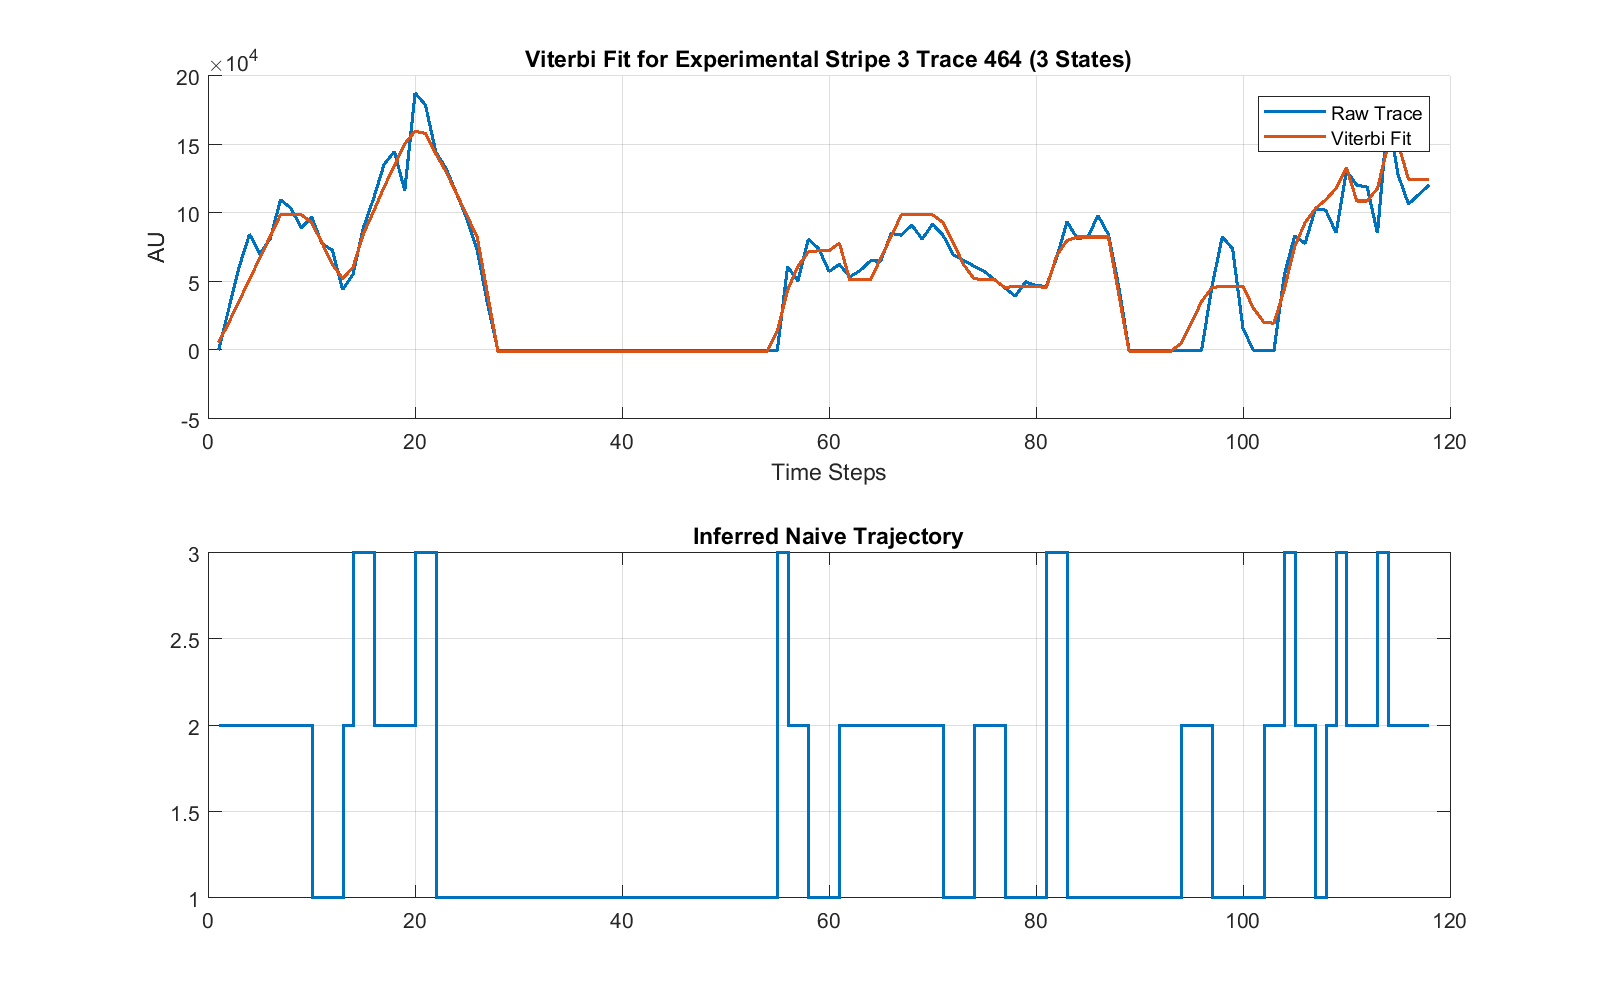 Viterbi Fit for Experimental Stripe 3 Trace 464 (3 States)
×10⁴
20
15
10
5
0
-5
AU
Raw Trace
Viterbi Fit
0 20 40 60 80 100 120
Time Steps
Inferred Naive Trajectory
3
2.5
2
1.5
1
0 20 40 60 80 100 120